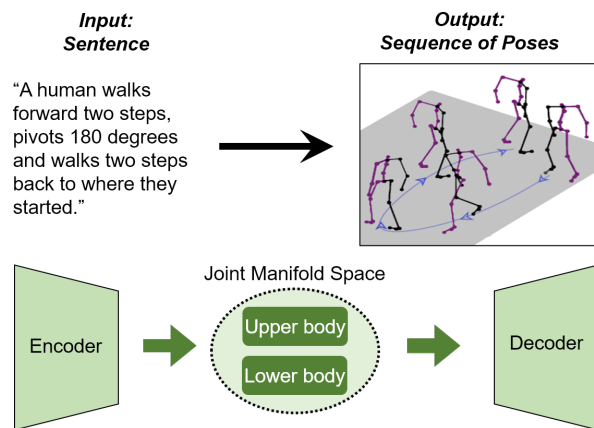 Input:
Sentence
Output:
Sequence of Poses
“A human walks
forward two steps,
pivots 180 degrees
and walks two steps
back to where they
started.”
Joint Manifold Space
Encoder
Upper body
Lower body
Decoder